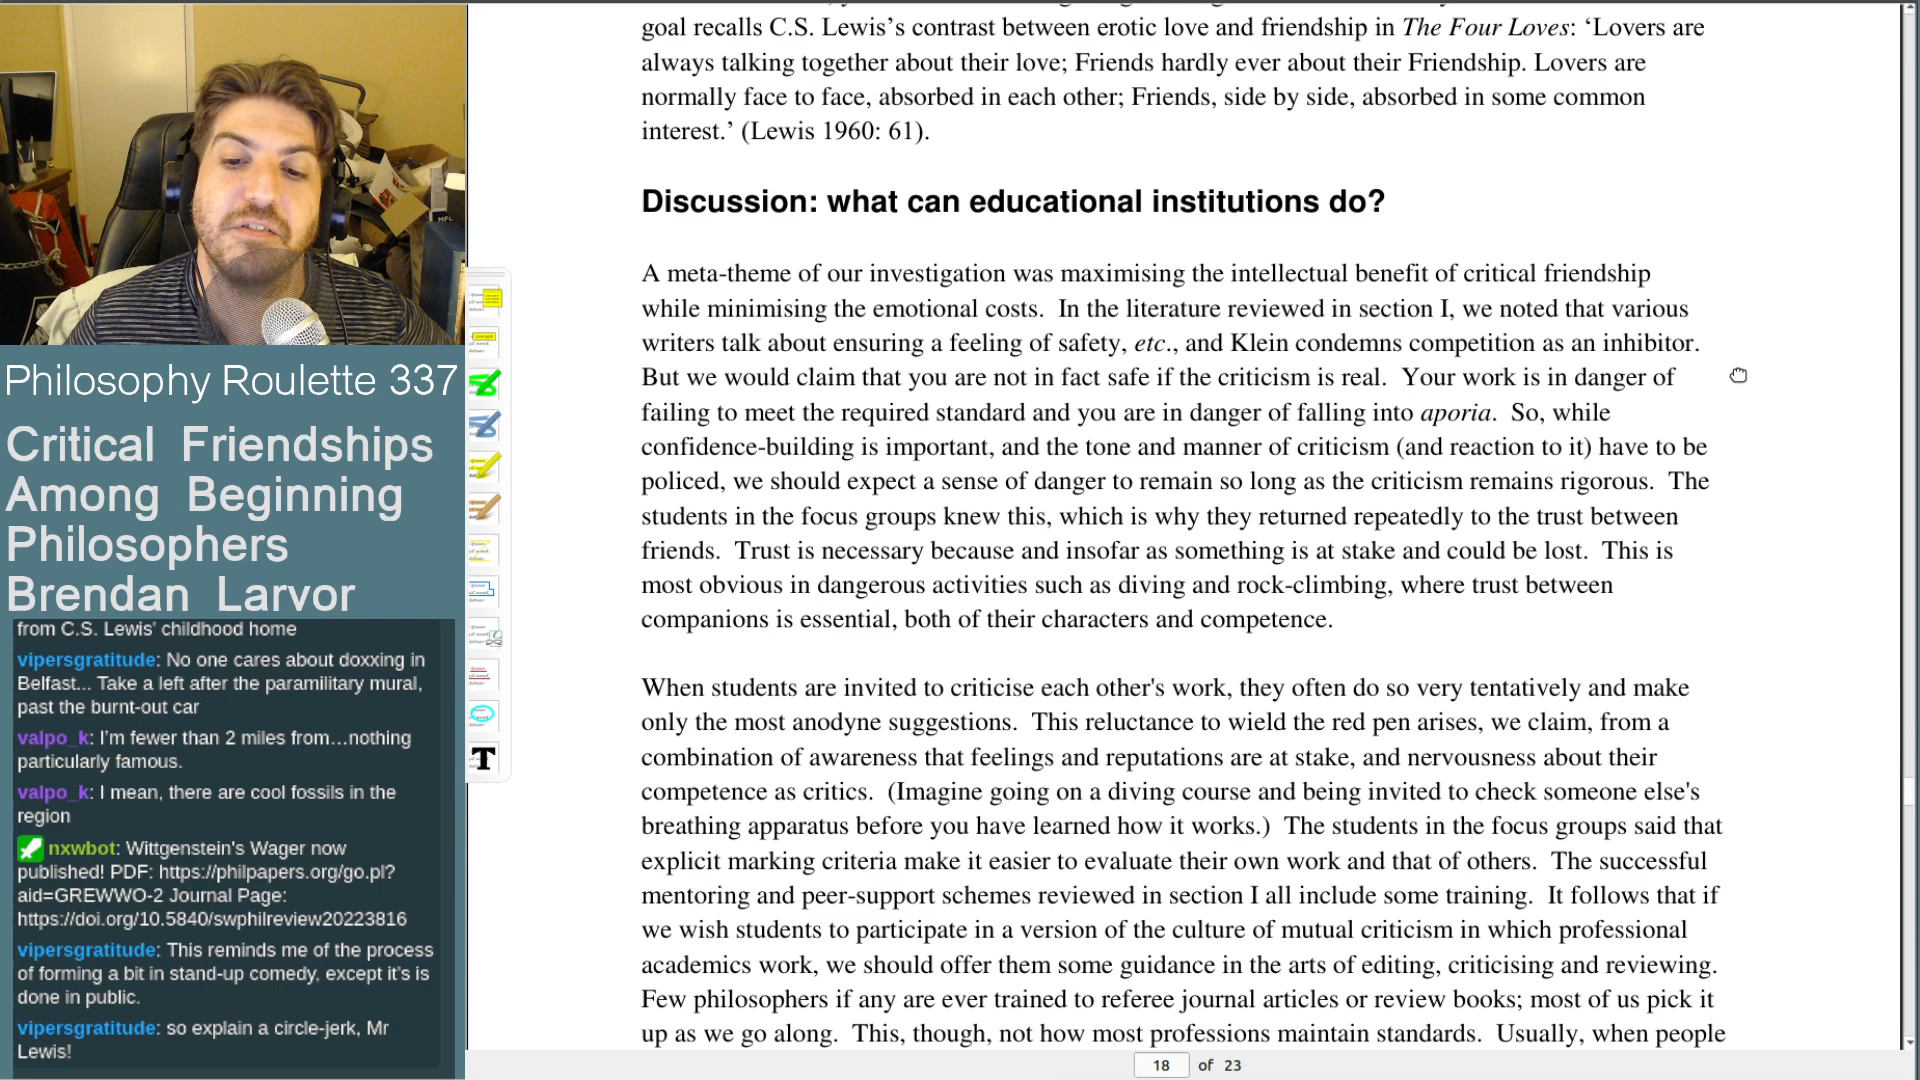 goal recalls C.S. Lewis’s contrast between erotic love and friendship in The Four Loves: ‘Lovers are
always talking together about their love; Friends hardly ever about their Friendship. Lovers are
normally face to face, absorbed in each other; Friends, side by side, absorbed in some common
interest.’ (Lewis 1960: 61).
Discussion: what can educational institutions do?
A meta-theme of our investigation was maximising the intellectual benefit of critical friendship
while minimising the emotional costs.  In the literature reviewed in section I, we noted that various
writers talk about ensuring a feeling of safety, etc., and Klein condemns competition as an inhibitor.
But we would claim that you are not in fact safe if the criticism is real.  Your work is in danger of
failing to meet the required standard and you are in danger of falling into aporia.  So, while
confidence-building is important, and the tone and manner of criticism (and reaction to it) have to be
policed, we should expect a sense of danger to remain so long as the criticism remains rigorous.  The
students in the focus groups knew this, which is why they returned repeatedly to the trust between
friends.  Trust is necessary because and insofar as something is at stake and could be lost.  This is
most obvious in dangerous activities such as diving and rock-climbing, where trust between
companions is essential, both of their characters and competence.
When students are invited to criticise each other's work, they often do so very tentatively and make
only the most anodyne suggestions.  This reluctance to wield the red pen arises, we claim, from a
combination of awareness that feelings and reputations are at stake, and nervousness about their
competence as critics.  (Imagine going on a diving course and being invited to check someone else's
breathing apparatus before you have learned how it works.)  The students in the focus groups said that
explicit marking criteria make it easier to evaluate their own work and that of others.  The successful
mentoring and peer-support schemes reviewed in section I all include some training.  It follows that if
we wish students to participate in a version of the culture of mutual criticism in which professional
academics work, we should offer them some guidance in the arts of editing, criticising and reviewing.
Few philosophers if any are ever trained to referee journal articles or review books; most of us pick it
up as we go along.  This, though, not how most professions maintain standards.  Usually, when people
18 of 23
Philosophy Roulette 337
Critical Friendships
Among Beginning
Philosophers
Brendan Larvor
from C.S. Lewis' childhood home
vipersgratitude: No one cares about doxxing in
Belfast... Take a left after the paramilitary mural,
past the burnt-out car
valpo_k: I'm fewer than 2 miles from…nothing
particularly famous.
valpo_k: I mean, there are cool fossils in the
region
nxwbot: Wittgenstein's Wager now
published! PDF: https://philpapers.org/go.pl?
aid=GREWWO-2 Journal Page:
https://doi.org/10.5840/swphilreview20223816
vipersgratitude: This reminds me of the process
of forming a bit in stand-up comedy, except it's is
done in public.
vipersgratitude: so explain a circle-jerk, Mr
Lewis!
T